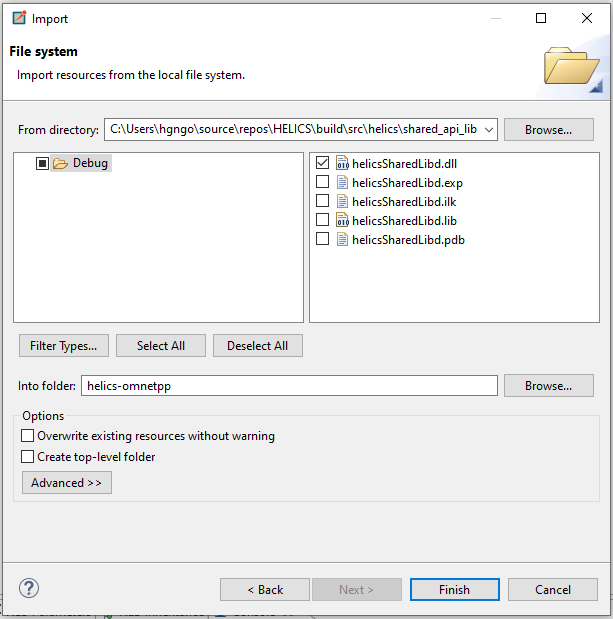 Import
File system
Import resources from the local file system.
From directory: C:\Users\hgngo\source\repos\HELICS\build\src\helics\shared_api_lib Browse...
Debug
helicsSharedLibd.dll
helicsSharedLibd.exp
helicsSharedLibd.ilk
helicsSharedLibd.lib
helicsSharedLibd.pdb
Filter Types... Select All Deselect All
Into folder: helics-omnetpp Browse...
Options
Overwrite existing resources without warning
Create top-level folder
Advanced >>
? < Back Next > Finish Cancel